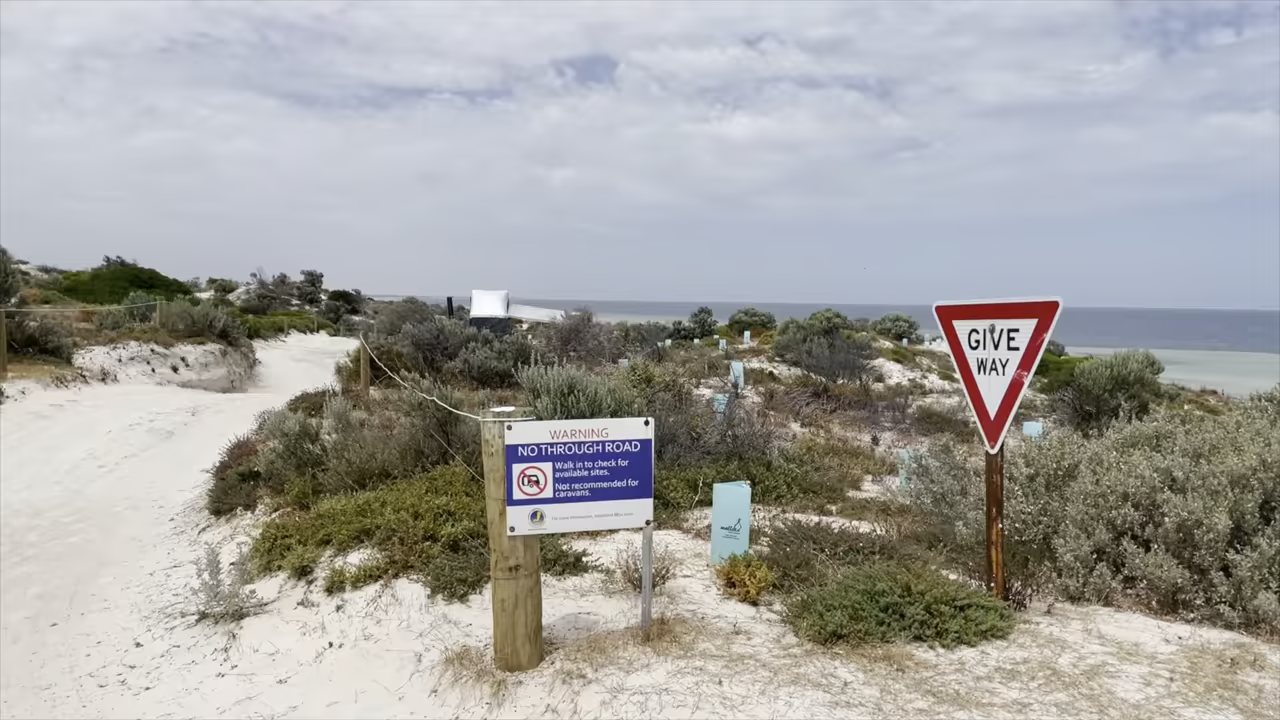 WARNING
NO THROUGH ROAD
Walk in to check for
available sites.
Not recommended for
caravans.
GIVE
WAY